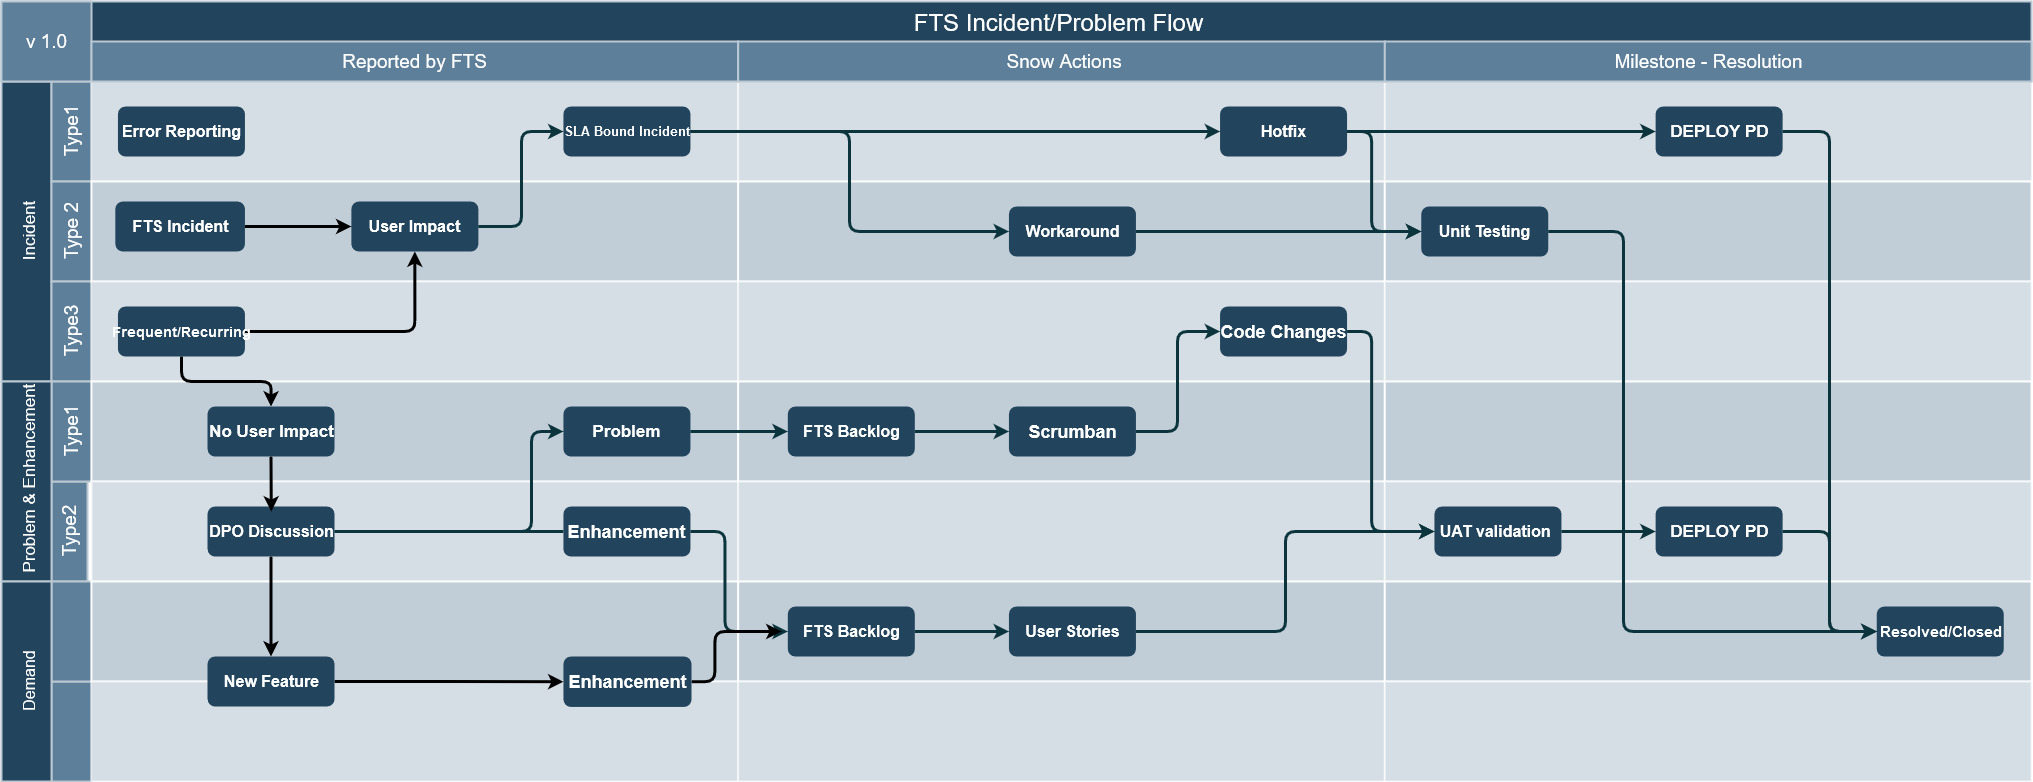 FTS Incident/Problem Flow
v 1.0
Reported by FTS
Snow Actions
Milestone - Resolution
Incident
Type1
Error Reporting
SLA Bound Incident
Hotfix
DEPLOY PD
Type 2
FTS Incident
User Impact
Workaround
Unit Testing
Type3
Frequent/Recurring
Code Changes
Problem & Enhancement
Type1
No User Impact
Problem
FTS Backlog
Scrumban
Type2
DPO Discussion
Enhancement
UAT validation
DEPLOY PD
Demand
FTS Backlog
User Stories
Resolved/Closed
New Feature
Enhancement